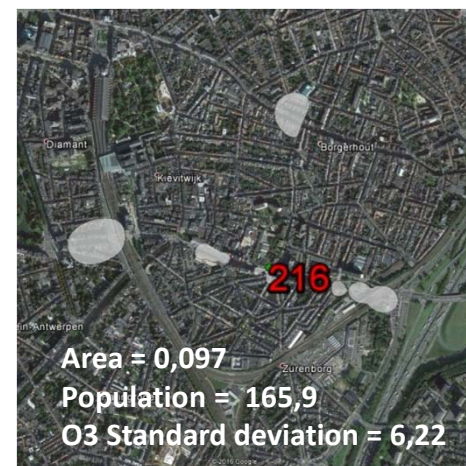 Diamant
Borgerhout
Kievitwijk
216
ein-Antwerpen
Area = 0,097
Zurenborg
Population = 165,9
O3 Standard deviation = 6,22
©2016 Google